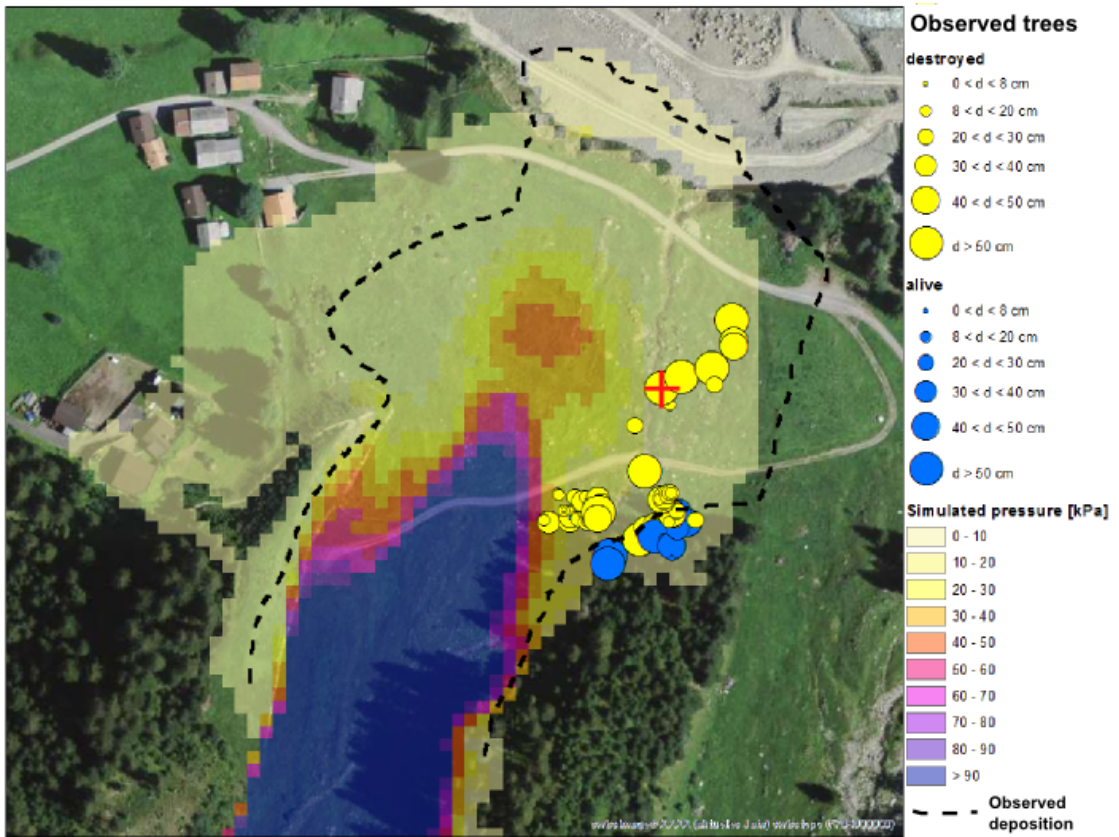 Observed trees
destroyed
0 < d < 8 cm
8 < d < 20 cm
20 < d < 30 cm
30 < d < 40 cm
40 < d < 50 cm
d > 50 cm
alive
0 < d < 8 cm
8 < d < 20 cm
20 < d < 30 cm
30 < d < 40 cm
40 < d < 50 cm
d > 50 cm
Simulated pressure [kPa]
0 - 10
10 - 20
20 - 30
30 - 40
40 - 50
50 - 60
60 - 70
70 - 80
80 - 90
> 90
Observed
deposition